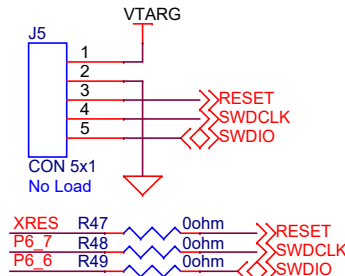 VTARG
J5
1
2
3 RESET
4 SWDCLK
5 SWDIO
CON 5x1
No Load
XRES R47 0ohm RESET
P6_7 R48 0ohm SWDCLK
P6_6 R49 0ohm SWDIO